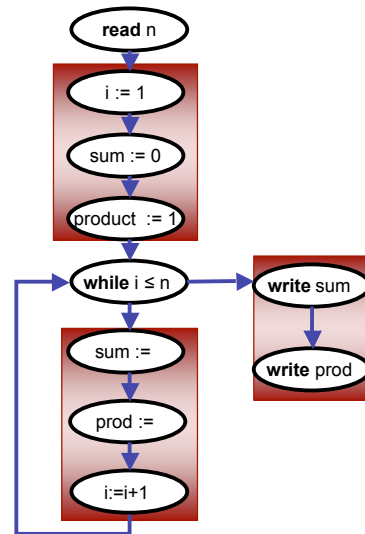 read n
i := 1
sum := 0
product := 1
while i ≤ n
sum :=
prod :=
i:=i+1
write sum
write prod